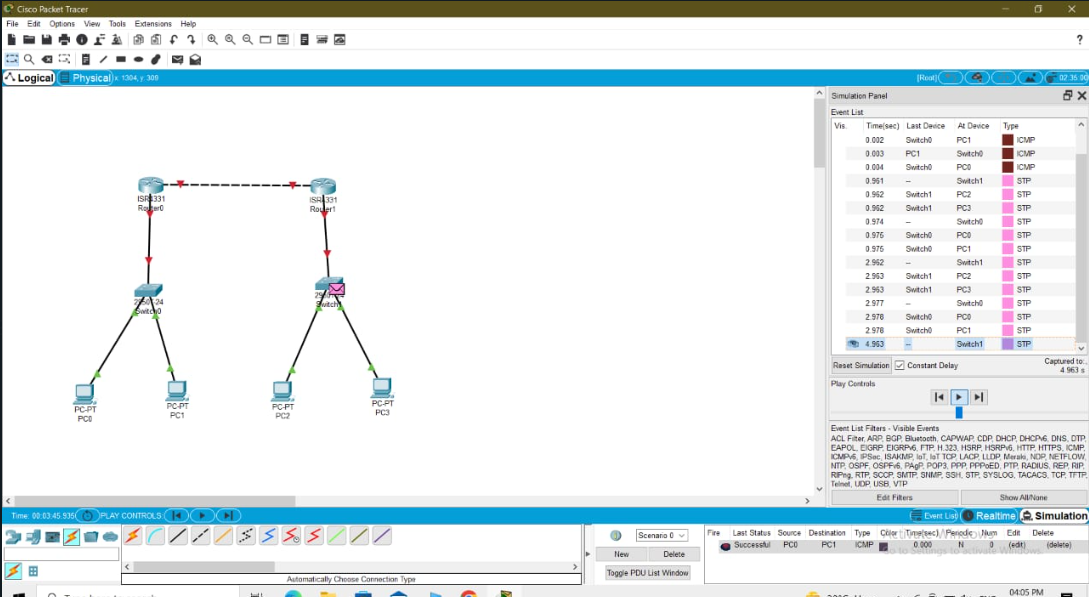 Cisco Packet Tracer
File Edit Options View Tools Extensions Help
?
Logical Physical x: 1304, y: 309 [Root] 02:35:00
Simulation Panel
Event List
Vis. Time(sec) Last Device At Device Type
0.002 Switch0 PC1 ICMP
0.003 PC1 Switch0 ICMP
0.004 Switch0 PC0 ICMP
0.961 -- Switch1 STP
0.962 Switch1 PC2 STP
0.962 Switch1 PC3 STP
0.974 -- Switch0 STP
0.975 Switch0 PC0 STP
0.975 Switch0 PC1 STP
2.962 -- Switch1 STP
2.963 Switch1 PC2 STP
2.963 Switch1 PC3 STP
2.977 -- Switch0 STP
2.978 Switch0 PC0 STP
2.978 Switch0 PC1 STP
4.963 -- Switch1 STP
Reset Simulation Constant Delay Captured to:
4.963 s
Play Controls
Event List Filters - Visible Events
ACL Filter, ARP, BGP, Bluetooth, CAPWAP, CDP, DHCP, DHCPv6, DNS, DTP,
EAPOL, EIGRP, EIGRPv6, FTP, H.323, HSRP, HSRPv6, HTTP, HTTPS, ICMP,
ICMPv6, IPSec, ISAKMP, IoT, IoT TCP, LACP, LLDP, Meraki, NDP, NETFLOW,
NTP, OSPF, OSPFv6, PAgP, POP3, PPP, PPPoED, PTP, RADIUS, REP, RIP,
RIPng, RTP, SCCP, SMTP, SNMP, SSH, STP, SYSLOG, TACACS, TCP, TFTP,
Telnet, UDP, USB, VTP
Edit Filters Show All/None
ISR4331
Router0
ISR4331
Router1
2950-24
Switch0
Switch1
PC-PT
PC0
PC-PT
PC1
PC-PT
PC2
PC-PT
PC3
Time: 00:03:45.935 PLAY CONTROLS: Event List Realtime Simulation
Scenario 0
New Delete
Toggle PDU List Window
Fire Last Status Source Destination Type Color Time(sec) Periodic Num Edit Delete
Successful PC0 PC1 ICMP 0.000 N 0 (edit) (delete)
Activate Windows
Go to Settings to activate Windows.
Automatically Choose Connection Type
04:05 PM